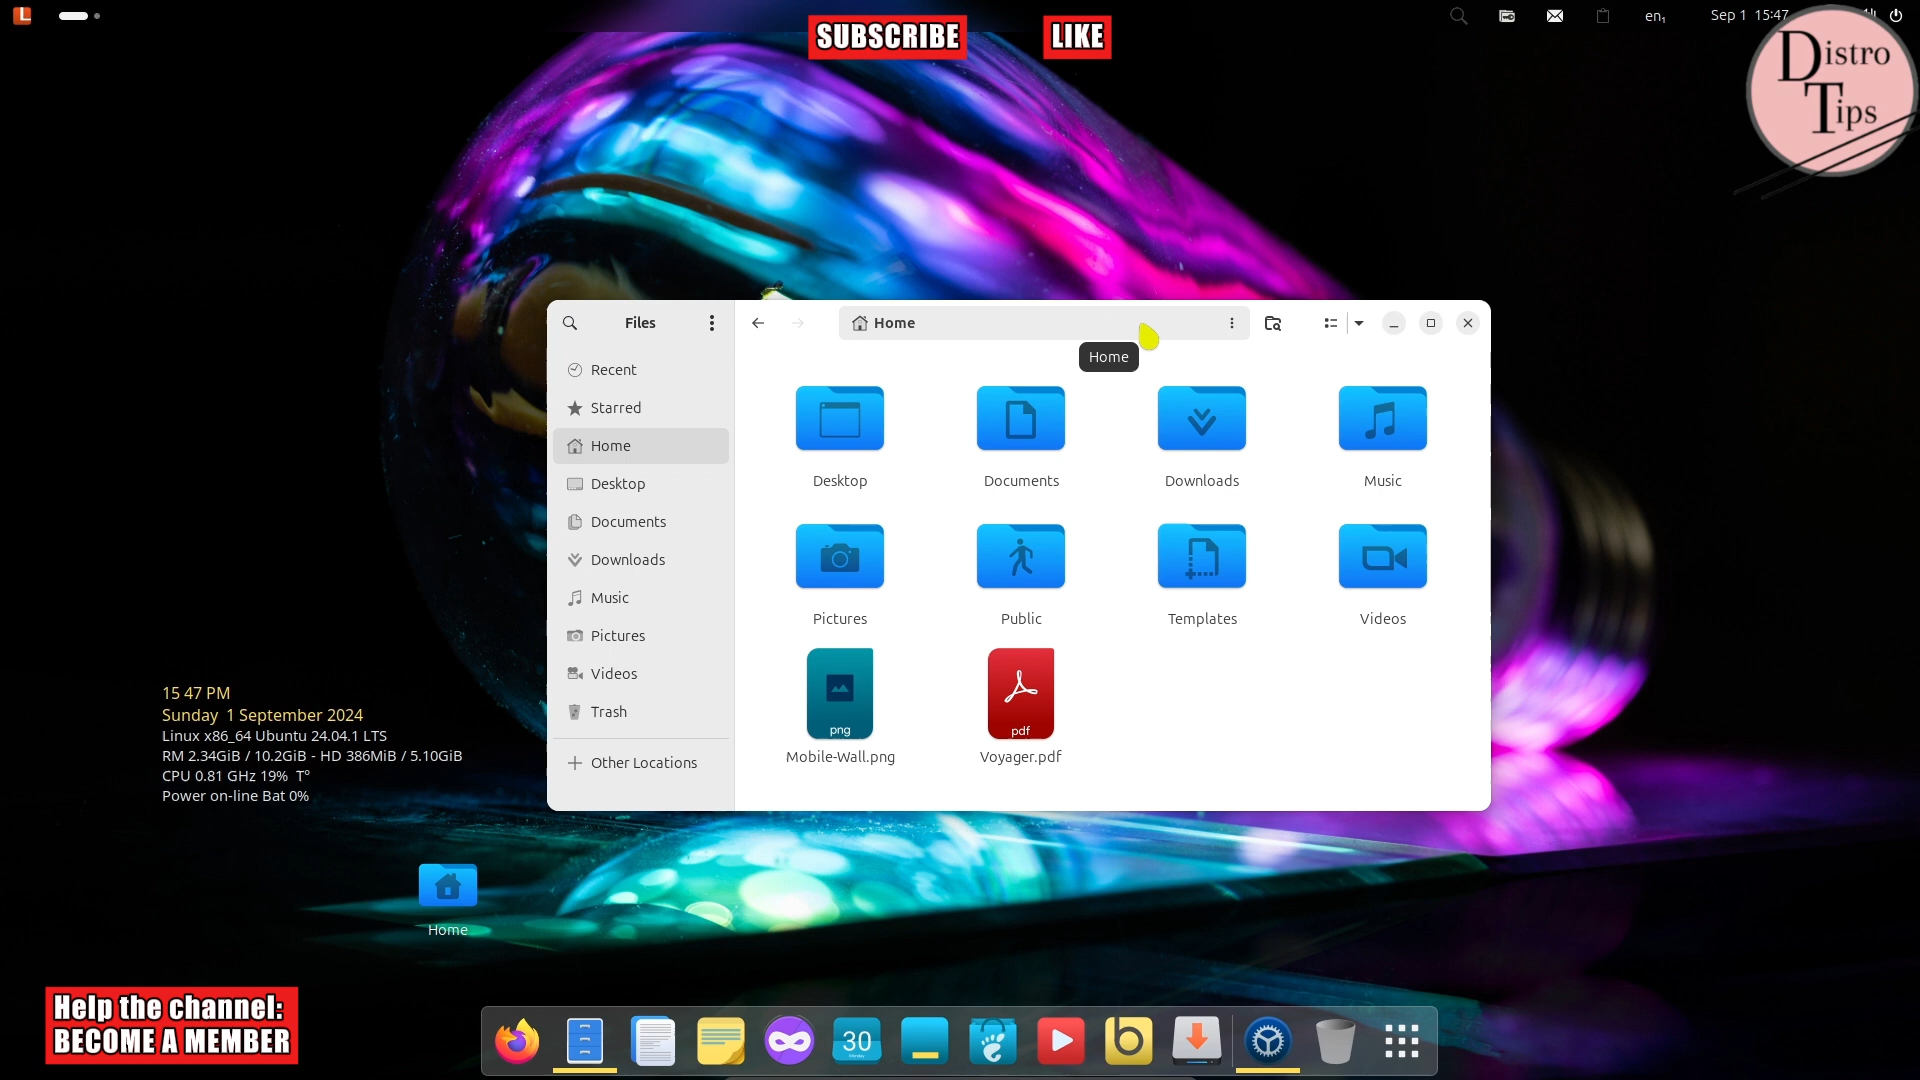 L
SUBSCRIBE
LIKE
en₁
Sep 1 15:47
Distro
Tips
Files
Home
Home
Recent
Starred
Home
Desktop
Documents
Downloads
Music
Pictures
Videos
Trash
Other Locations
Desktop
Documents
Downloads
Music
Pictures
Public
Templates
Videos
png
pdf
Mobile-Wall.png
Voyager.pdf
15 47 PM
Sunday 1 September 2024
Linux x86_64 Ubuntu 24.04.1 LTS
RM 2.34GiB / 10.2GiB - HD 386MiB / 5.10GiB
CPU 0.81 GHz 19% T°
Power on-line Bat 0%
Home
Help the channel:
BECOME A MEMBER
30
b